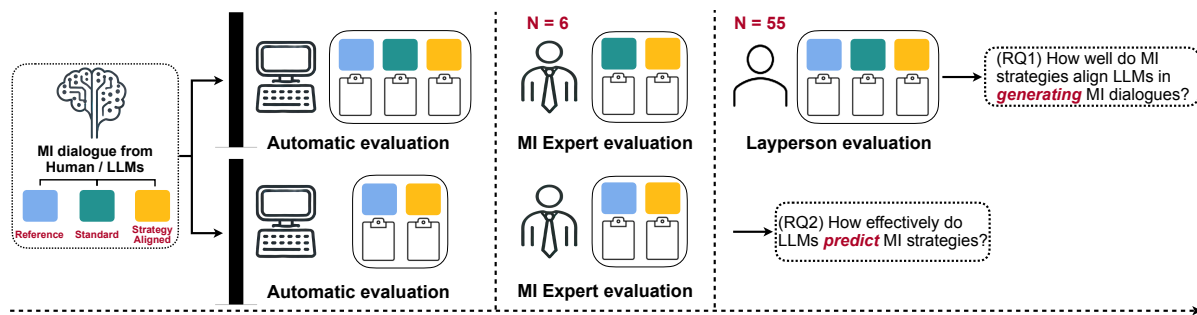 MI dialogue from
Human / LLMs
Reference
Standard
Strategy
Aligned
Automatic evaluation
N = 6
MI Expert evaluation
N = 55
Layperson evaluation
(RQ1) How well do MI
strategies align LLMs in
generating MI dialogues?
Automatic evaluation
MI Expert evaluation
(RQ2) How effectively do
LLMs predict MI strategies?